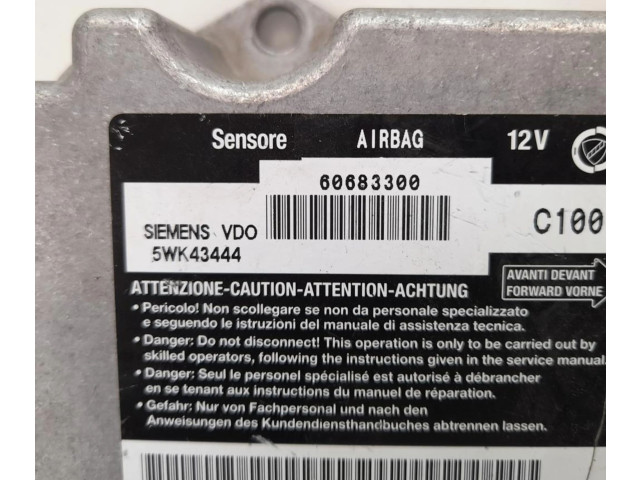 Sensore AIRBAG 12V
60683300
SIEMENS VDO
5WK43444
C100
AVANTI DEVANT
FORWARD VORNE
ATTENZIONE-CAUTION-ATTENTION-ACHTUNG
• Pericolo! Non scollegare se non da personale specializzato
e seguendo le istruzioni del manuale di assistenza tecnica.
• Danger: Do not disconnect! This operation is only to be carried out by
skilled operators, following the instructions given in the service manual.
• Danger: Seul le personel spécialisé est autorisé à débrancher
en se tenant aux instructions du manuel de réparation.
• Gefahr: Nur von Fachpersonal und nach den
Anweisungen des Kundendiensthandbuches abtrennen lassen.